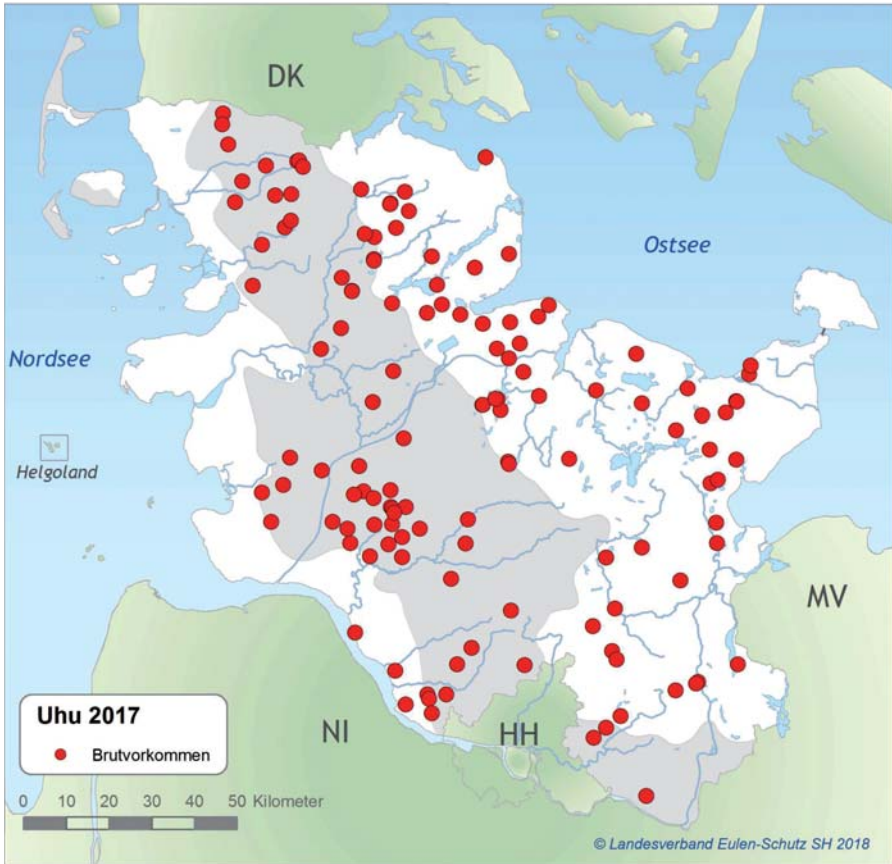 DK
Ostsee
Nordsee
Helgoland
MV
Uhu 2017
Brutvorkommen
NI
HH
0 10 20 30 40 50 Kilometer
© Landesverband Eulen-Schutz SH 2018